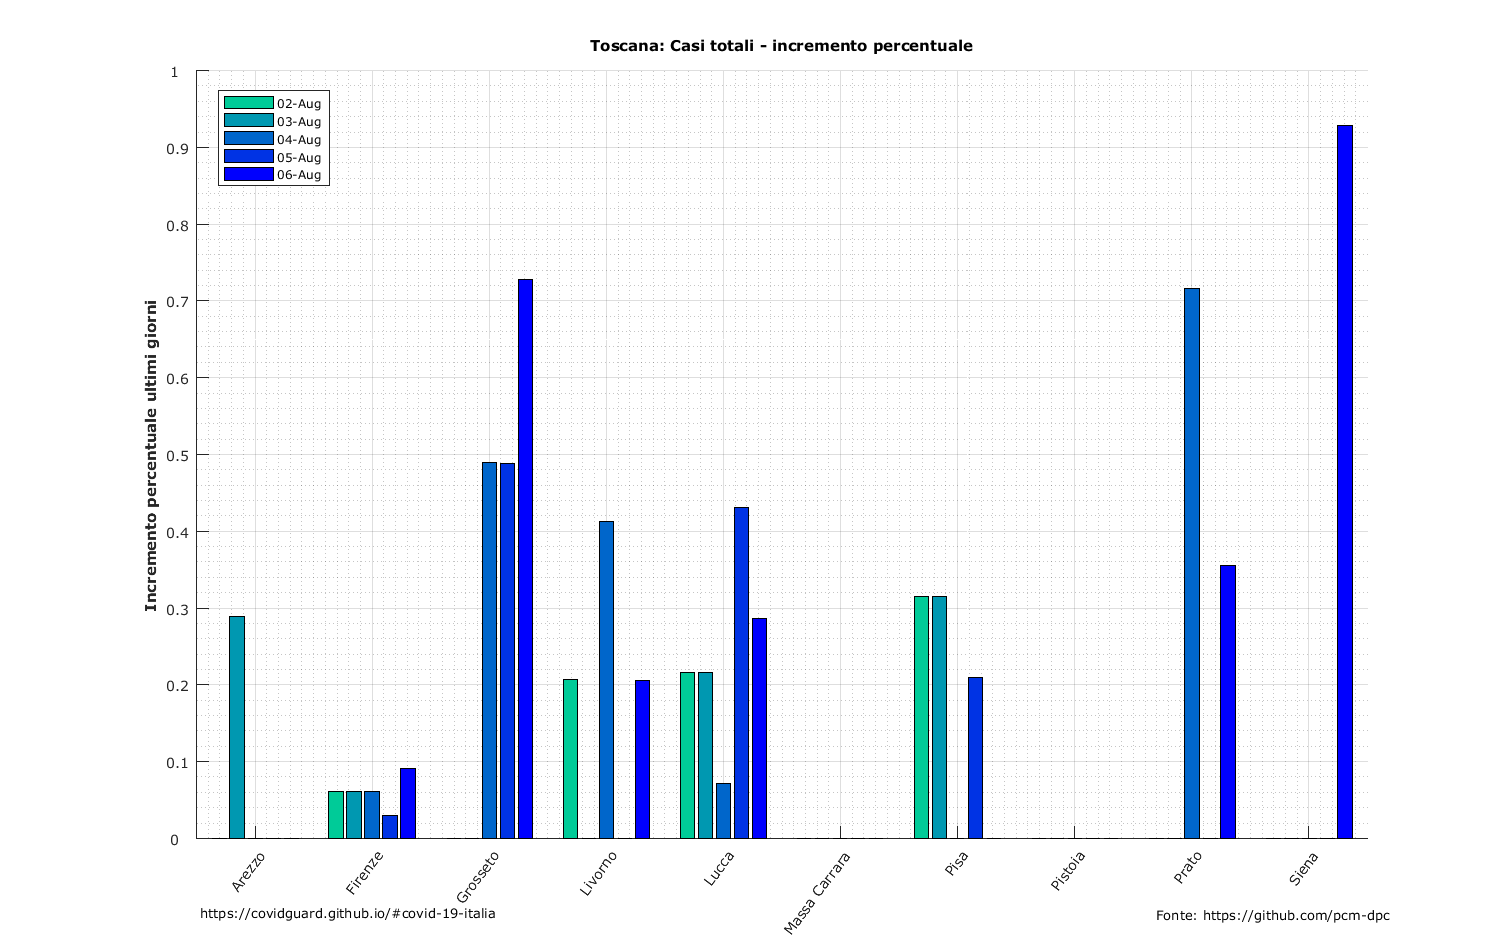 Toscana: Casi totali - incremento percentuale
Incremento percentuale ultimi giorni
1
0.9
0.8
0.7
0.6
0.5
0.4
0.3
0.2
0.1
0
02-Aug
03-Aug
04-Aug
05-Aug
06-Aug
Arezzo
Firenze
Grosseto
Livorno
Lucca
Massa Carrara
Pisa
Pistoia
Prato
Siena
https://covidguard.github.io/#covid-19-italia
Fonte: https://github.com/pcm-dpc